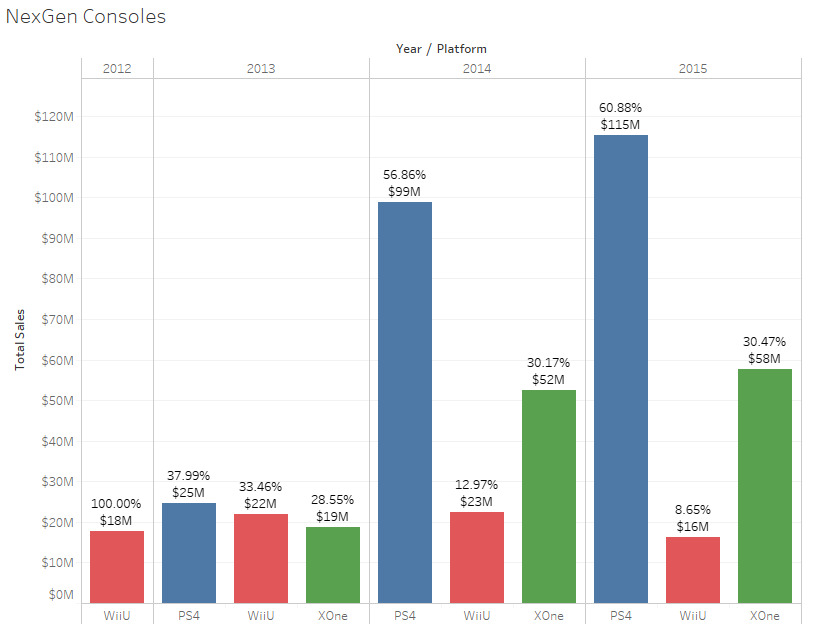 NexGen Consoles
Year / Platform
2012
2013
2014
2015
Total Sales
$120M
$110M
$100M
$90M
$80M
$70M
$60M
$50M
$40M
$30M
$20M
$10M
$0M
100.00%
$18M
37.99%
$25M
33.46%
$22M
28.55%
$19M
56.86%
$99M
12.97%
$23M
30.17%
$52M
60.88%
$115M
8.65%
$16M
30.47%
$58M
WiiU
PS4
WiiU
XOne
PS4
WiiU
XOne
PS4
WiiU
XOne